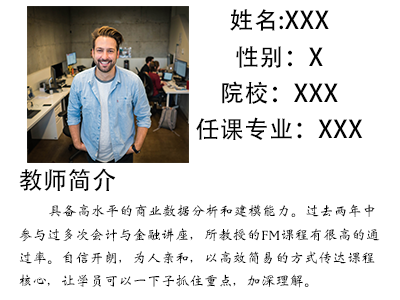 姓名:XXX
性别：X
院校：XXX
任课专业：XXX
教师简介
具备高水平的商业数据分析和建模能力。过去两年中
参与过多次会计与金融讲座，所教授的FM课程有很高的通
过率。自信开朗，为人亲和，以高效简易的方式传达课程
核心，让学员可以一下子抓住重点，加深理解。